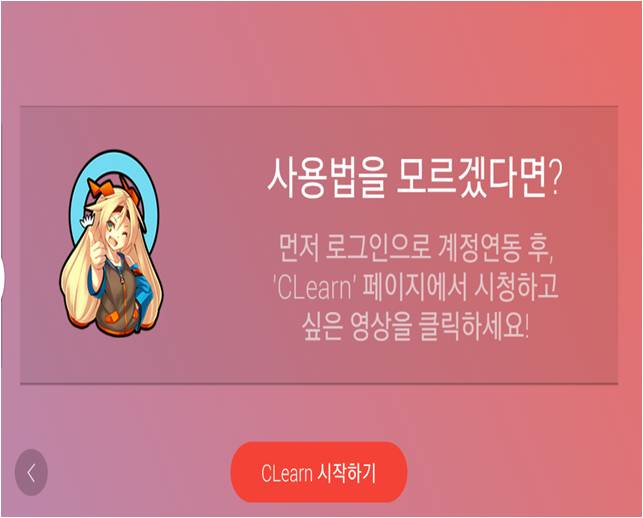 사용법을 모르겠다면?
먼저 로그인으로 계정연동 후,
'CLearn' 페이지에서 시청하고
싶은 영상을 클릭하세요!
CLearn 시작하기